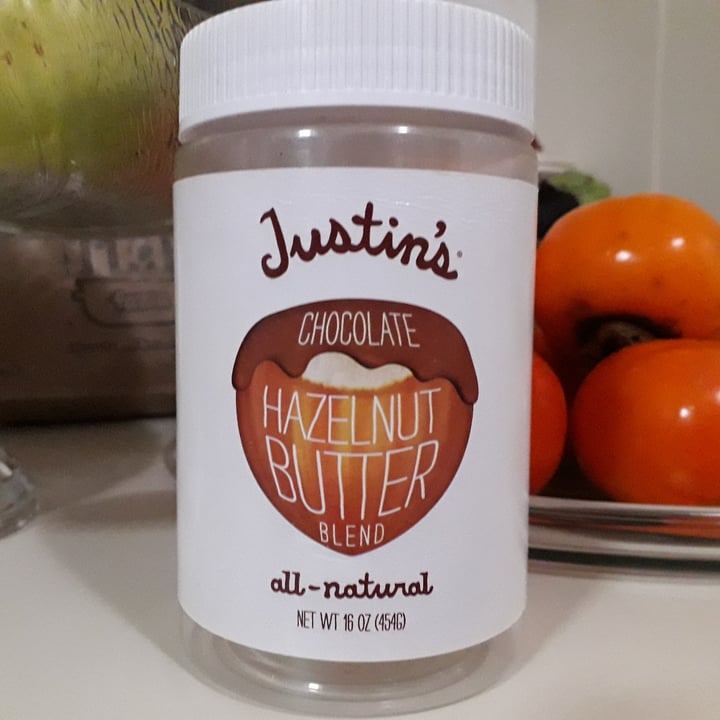 Justin's
CHOCOLATE
HAZELNUT
BUTTER
BLEND
all-natural
NET WT 16 OZ (454G)